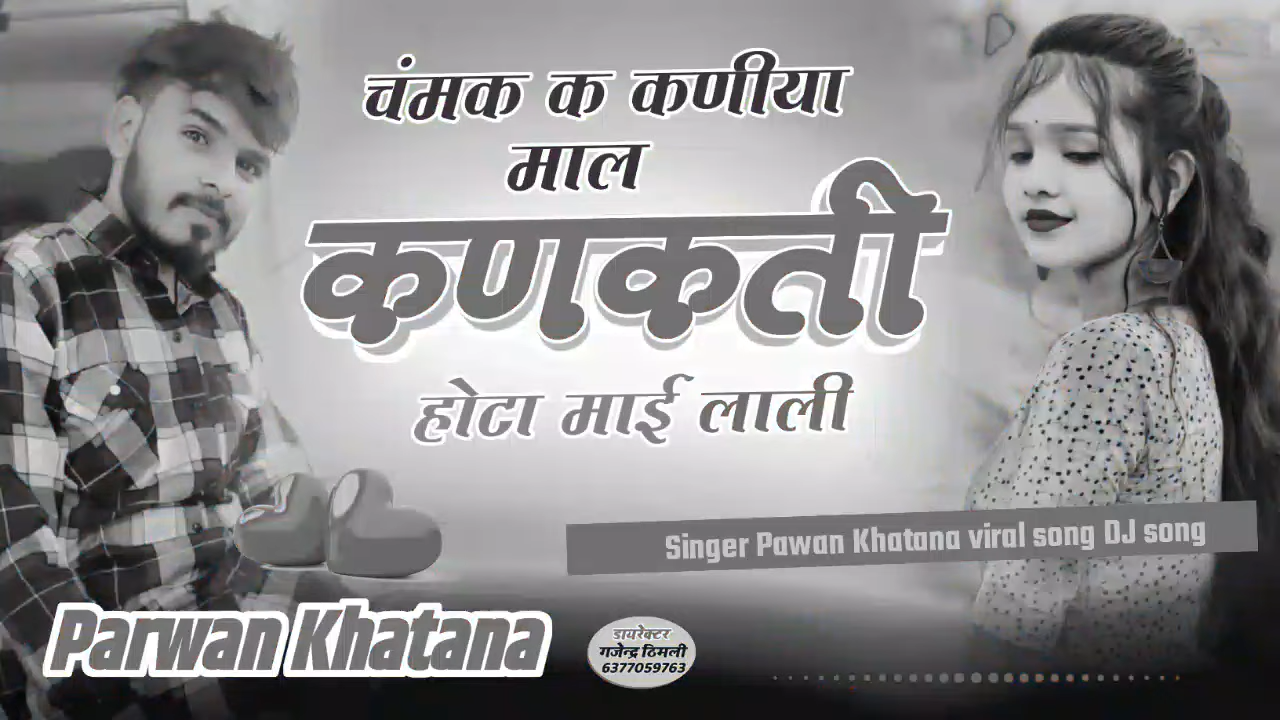 चंमक क कणीया
माल
कणकती
होटा माई लाली
Singer Pawan Khatana viral song DJ song
Parwan Khatana
डायरेक्टर
गजेन्द्र ठिमली
6377059763